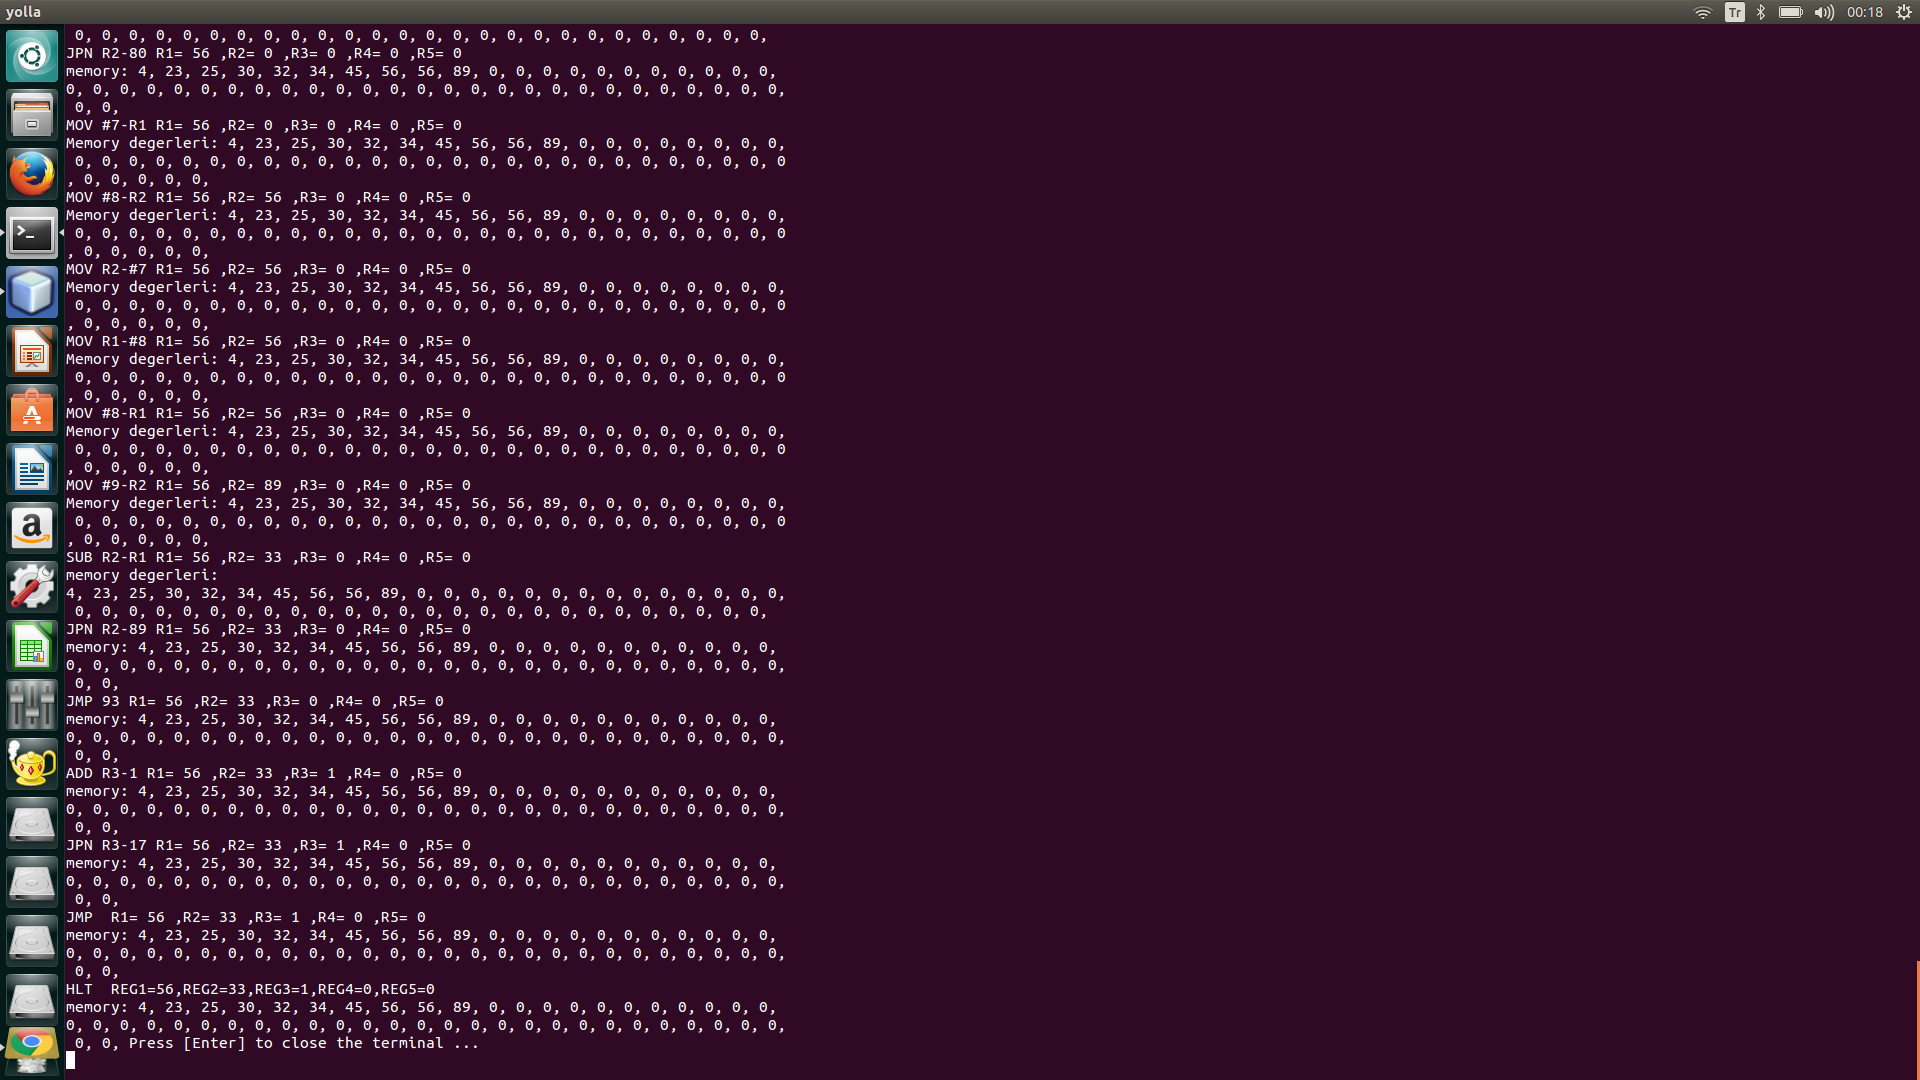 yolla
Tr
00:18
0, 0, 0, 0, 0, 0, 0, 0, 0, 0, 0, 0, 0, 0, 0, 0, 0, 0, 0, 0, 0, 0, 0, 0, 0, 0,
JPN R2-80 R1= 56 ,R2= 0 ,R3= 0 ,R4= 0 ,R5= 0
memory: 4, 23, 25, 30, 32, 34, 45, 56, 56, 89, 0, 0, 0, 0, 0, 0, 0, 0, 0, 0, 0,
0, 0, 0, 0, 0, 0, 0, 0, 0, 0, 0, 0, 0, 0, 0, 0, 0, 0, 0, 0, 0, 0, 0, 0, 0, 0, 0,
0, 0,
MOV #7-R1 R1= 56 ,R2= 0 ,R3= 0 ,R4= 0 ,R5= 0
Memory degerleri: 4, 23, 25, 30, 32, 34, 45, 56, 56, 89, 0, 0, 0, 0, 0, 0, 0, 0,
0, 0, 0, 0, 0, 0, 0, 0, 0, 0, 0, 0, 0, 0, 0, 0, 0, 0, 0, 0, 0, 0, 0, 0, 0, 0, 0
, 0, 0, 0, 0, 0,
MOV #8-R2 R1= 56 ,R2= 56 ,R3= 0 ,R4= 0 ,R5= 0
Memory degerleri: 4, 23, 25, 30, 32, 34, 45, 56, 56, 89, 0, 0, 0, 0, 0, 0, 0, 0,
0, 0, 0, 0, 0, 0, 0, 0, 0, 0, 0, 0, 0, 0, 0, 0, 0, 0, 0, 0, 0, 0, 0, 0, 0, 0, 0
, 0, 0, 0, 0, 0,
MOV R2-#7 R1= 56 ,R2= 56 ,R3= 0 ,R4= 0 ,R5= 0
Memory degerleri: 4, 23, 25, 30, 32, 34, 45, 56, 56, 89, 0, 0, 0, 0, 0, 0, 0, 0,
0, 0, 0, 0, 0, 0, 0, 0, 0, 0, 0, 0, 0, 0, 0, 0, 0, 0, 0, 0, 0, 0, 0, 0, 0, 0, 0
, 0, 0, 0, 0, 0,
MOV R1-#8 R1= 56 ,R2= 56 ,R3= 0 ,R4= 0 ,R5= 0
Memory degerleri: 4, 23, 25, 30, 32, 34, 45, 56, 56, 89, 0, 0, 0, 0, 0, 0, 0, 0,
0, 0, 0, 0, 0, 0, 0, 0, 0, 0, 0, 0, 0, 0, 0, 0, 0, 0, 0, 0, 0, 0, 0, 0, 0, 0, 0
, 0, 0, 0, 0, 0,
MOV #8-R1 R1= 56 ,R2= 56 ,R3= 0 ,R4= 0 ,R5= 0
Memory degerleri: 4, 23, 25, 30, 32, 34, 45, 56, 56, 89, 0, 0, 0, 0, 0, 0, 0, 0,
0, 0, 0, 0, 0, 0, 0, 0, 0, 0, 0, 0, 0, 0, 0, 0, 0, 0, 0, 0, 0, 0, 0, 0, 0, 0, 0
, 0, 0, 0, 0, 0,
MOV #9-R2 R1= 56 ,R2= 89 ,R3= 0 ,R4= 0 ,R5= 0
Memory degerleri: 4, 23, 25, 30, 32, 34, 45, 56, 56, 89, 0, 0, 0, 0, 0, 0, 0, 0,
0, 0, 0, 0, 0, 0, 0, 0, 0, 0, 0, 0, 0, 0, 0, 0, 0, 0, 0, 0, 0, 0, 0, 0, 0, 0, 0
, 0, 0, 0, 0, 0,
SUB R2-R1 R1= 56 ,R2= 33 ,R3= 0 ,R4= 0 ,R5= 0
memory degerleri:
4, 23, 25, 30, 32, 34, 45, 56, 56, 89, 0, 0, 0, 0, 0, 0, 0, 0, 0, 0, 0, 0, 0, 0,
0, 0, 0, 0, 0, 0, 0, 0, 0, 0, 0, 0, 0, 0, 0, 0, 0, 0, 0, 0, 0, 0, 0, 0, 0, 0,
JPN R2-89 R1= 56 ,R2= 33 ,R3= 0 ,R4= 0 ,R5= 0
memory: 4, 23, 25, 30, 32, 34, 45, 56, 56, 89, 0, 0, 0, 0, 0, 0, 0, 0, 0, 0, 0,
0, 0, 0, 0, 0, 0, 0, 0, 0, 0, 0, 0, 0, 0, 0, 0, 0, 0, 0, 0, 0, 0, 0, 0, 0, 0, 0,
0, 0,
JMP 93 R1= 56 ,R2= 33 ,R3= 0 ,R4= 0 ,R5= 0
memory: 4, 23, 25, 30, 32, 34, 45, 56, 56, 89, 0, 0, 0, 0, 0, 0, 0, 0, 0, 0, 0,
0, 0, 0, 0, 0, 0, 0, 0, 0, 0, 0, 0, 0, 0, 0, 0, 0, 0, 0, 0, 0, 0, 0, 0, 0, 0, 0,
0, 0,
ADD R3-1 R1= 56 ,R2= 33 ,R3= 1 ,R4= 0 ,R5= 0
memory: 4, 23, 25, 30, 32, 34, 45, 56, 56, 89, 0, 0, 0, 0, 0, 0, 0, 0, 0, 0, 0,
0, 0, 0, 0, 0, 0, 0, 0, 0, 0, 0, 0, 0, 0, 0, 0, 0, 0, 0, 0, 0, 0, 0, 0, 0, 0, 0,
0, 0,
JPN R3-17 R1= 56 ,R2= 33 ,R3= 1 ,R4= 0 ,R5= 0
memory: 4, 23, 25, 30, 32, 34, 45, 56, 56, 89, 0, 0, 0, 0, 0, 0, 0, 0, 0, 0, 0,
0, 0, 0, 0, 0, 0, 0, 0, 0, 0, 0, 0, 0, 0, 0, 0, 0, 0, 0, 0, 0, 0, 0, 0, 0, 0, 0,
0, 0,
JMP  R1= 56 ,R2= 33 ,R3= 1 ,R4= 0 ,R5= 0
memory: 4, 23, 25, 30, 32, 34, 45, 56, 56, 89, 0, 0, 0, 0, 0, 0, 0, 0, 0, 0, 0,
0, 0, 0, 0, 0, 0, 0, 0, 0, 0, 0, 0, 0, 0, 0, 0, 0, 0, 0, 0, 0, 0, 0, 0, 0, 0, 0,
0, 0,
HLT  REG1=56,REG2=33,REG3=1,REG4=0,REG5=0
memory: 4, 23, 25, 30, 32, 34, 45, 56, 56, 89, 0, 0, 0, 0, 0, 0, 0, 0, 0, 0, 0,
0, 0, 0, 0, 0, 0, 0, 0, 0, 0, 0, 0, 0, 0, 0, 0, 0, 0, 0, 0, 0, 0, 0, 0, 0, 0, 0,
0, 0, Press [Enter] to close the terminal ...